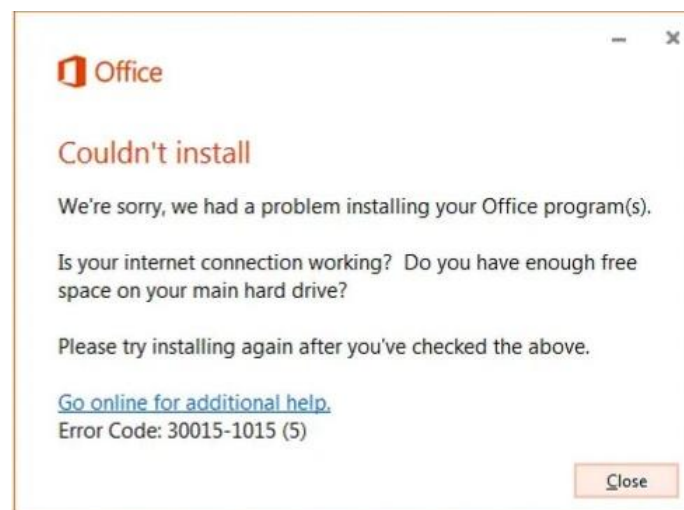 Office
Couldn't install
We're sorry, we had a problem installing your Office program(s).
Is your internet connection working?  Do you have enough free
space on your main hard drive?
Please try installing again after you've checked the above.
Go online for additional help.
Error Code: 30015-1015 (5)
Close